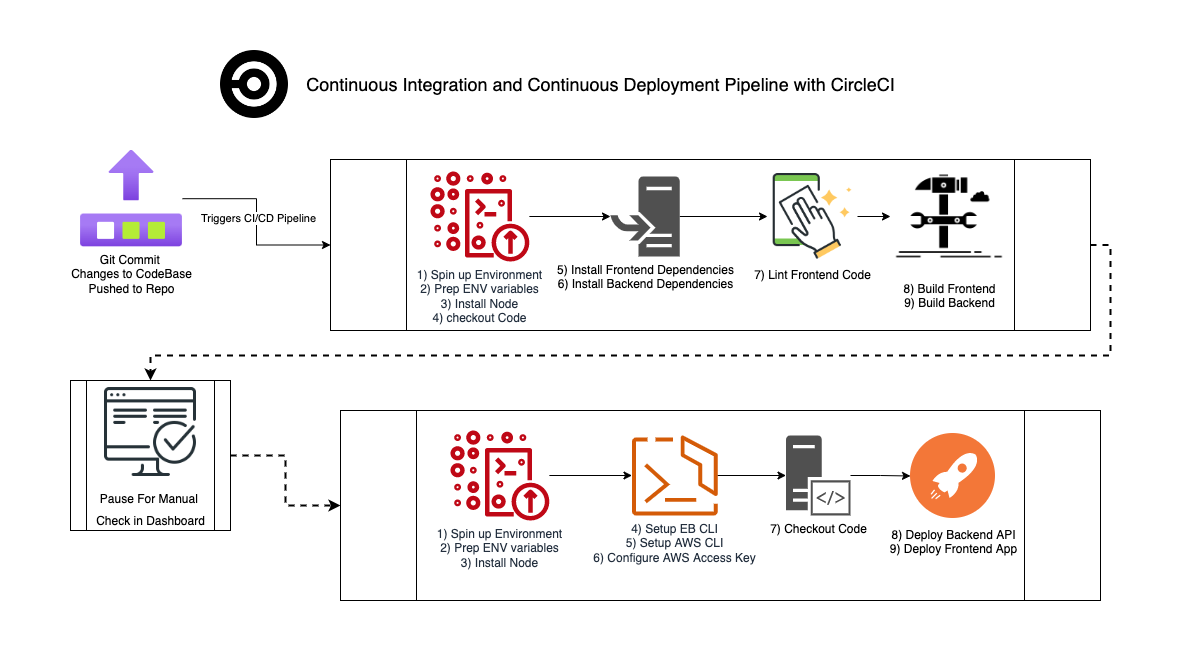 Continuous Integration and Continuous Deployment Pipeline with CircleCI
Triggers CI/CD Pipeline
Git Commit
Changes to CodeBase
Pushed to Repo
1) Spin up Environment
2) Prep ENV variables
3) Install Node
4) checkout Code
5) Install Frontend Dependencies
6) Install Backend Dependencies
7) Lint Frontend Code
8) Build Frontend
9) Build Backend
Pause For Manual
Check in Dashboard
1) Spin up Environment
2) Prep ENV variables
3) Install Node
4) Setup EB CLI
5) Setup AWS CLI
6) Configure AWS Access Key
</>
7) Checkout Code
8) Deploy Backend API
9) Deploy Frontend App